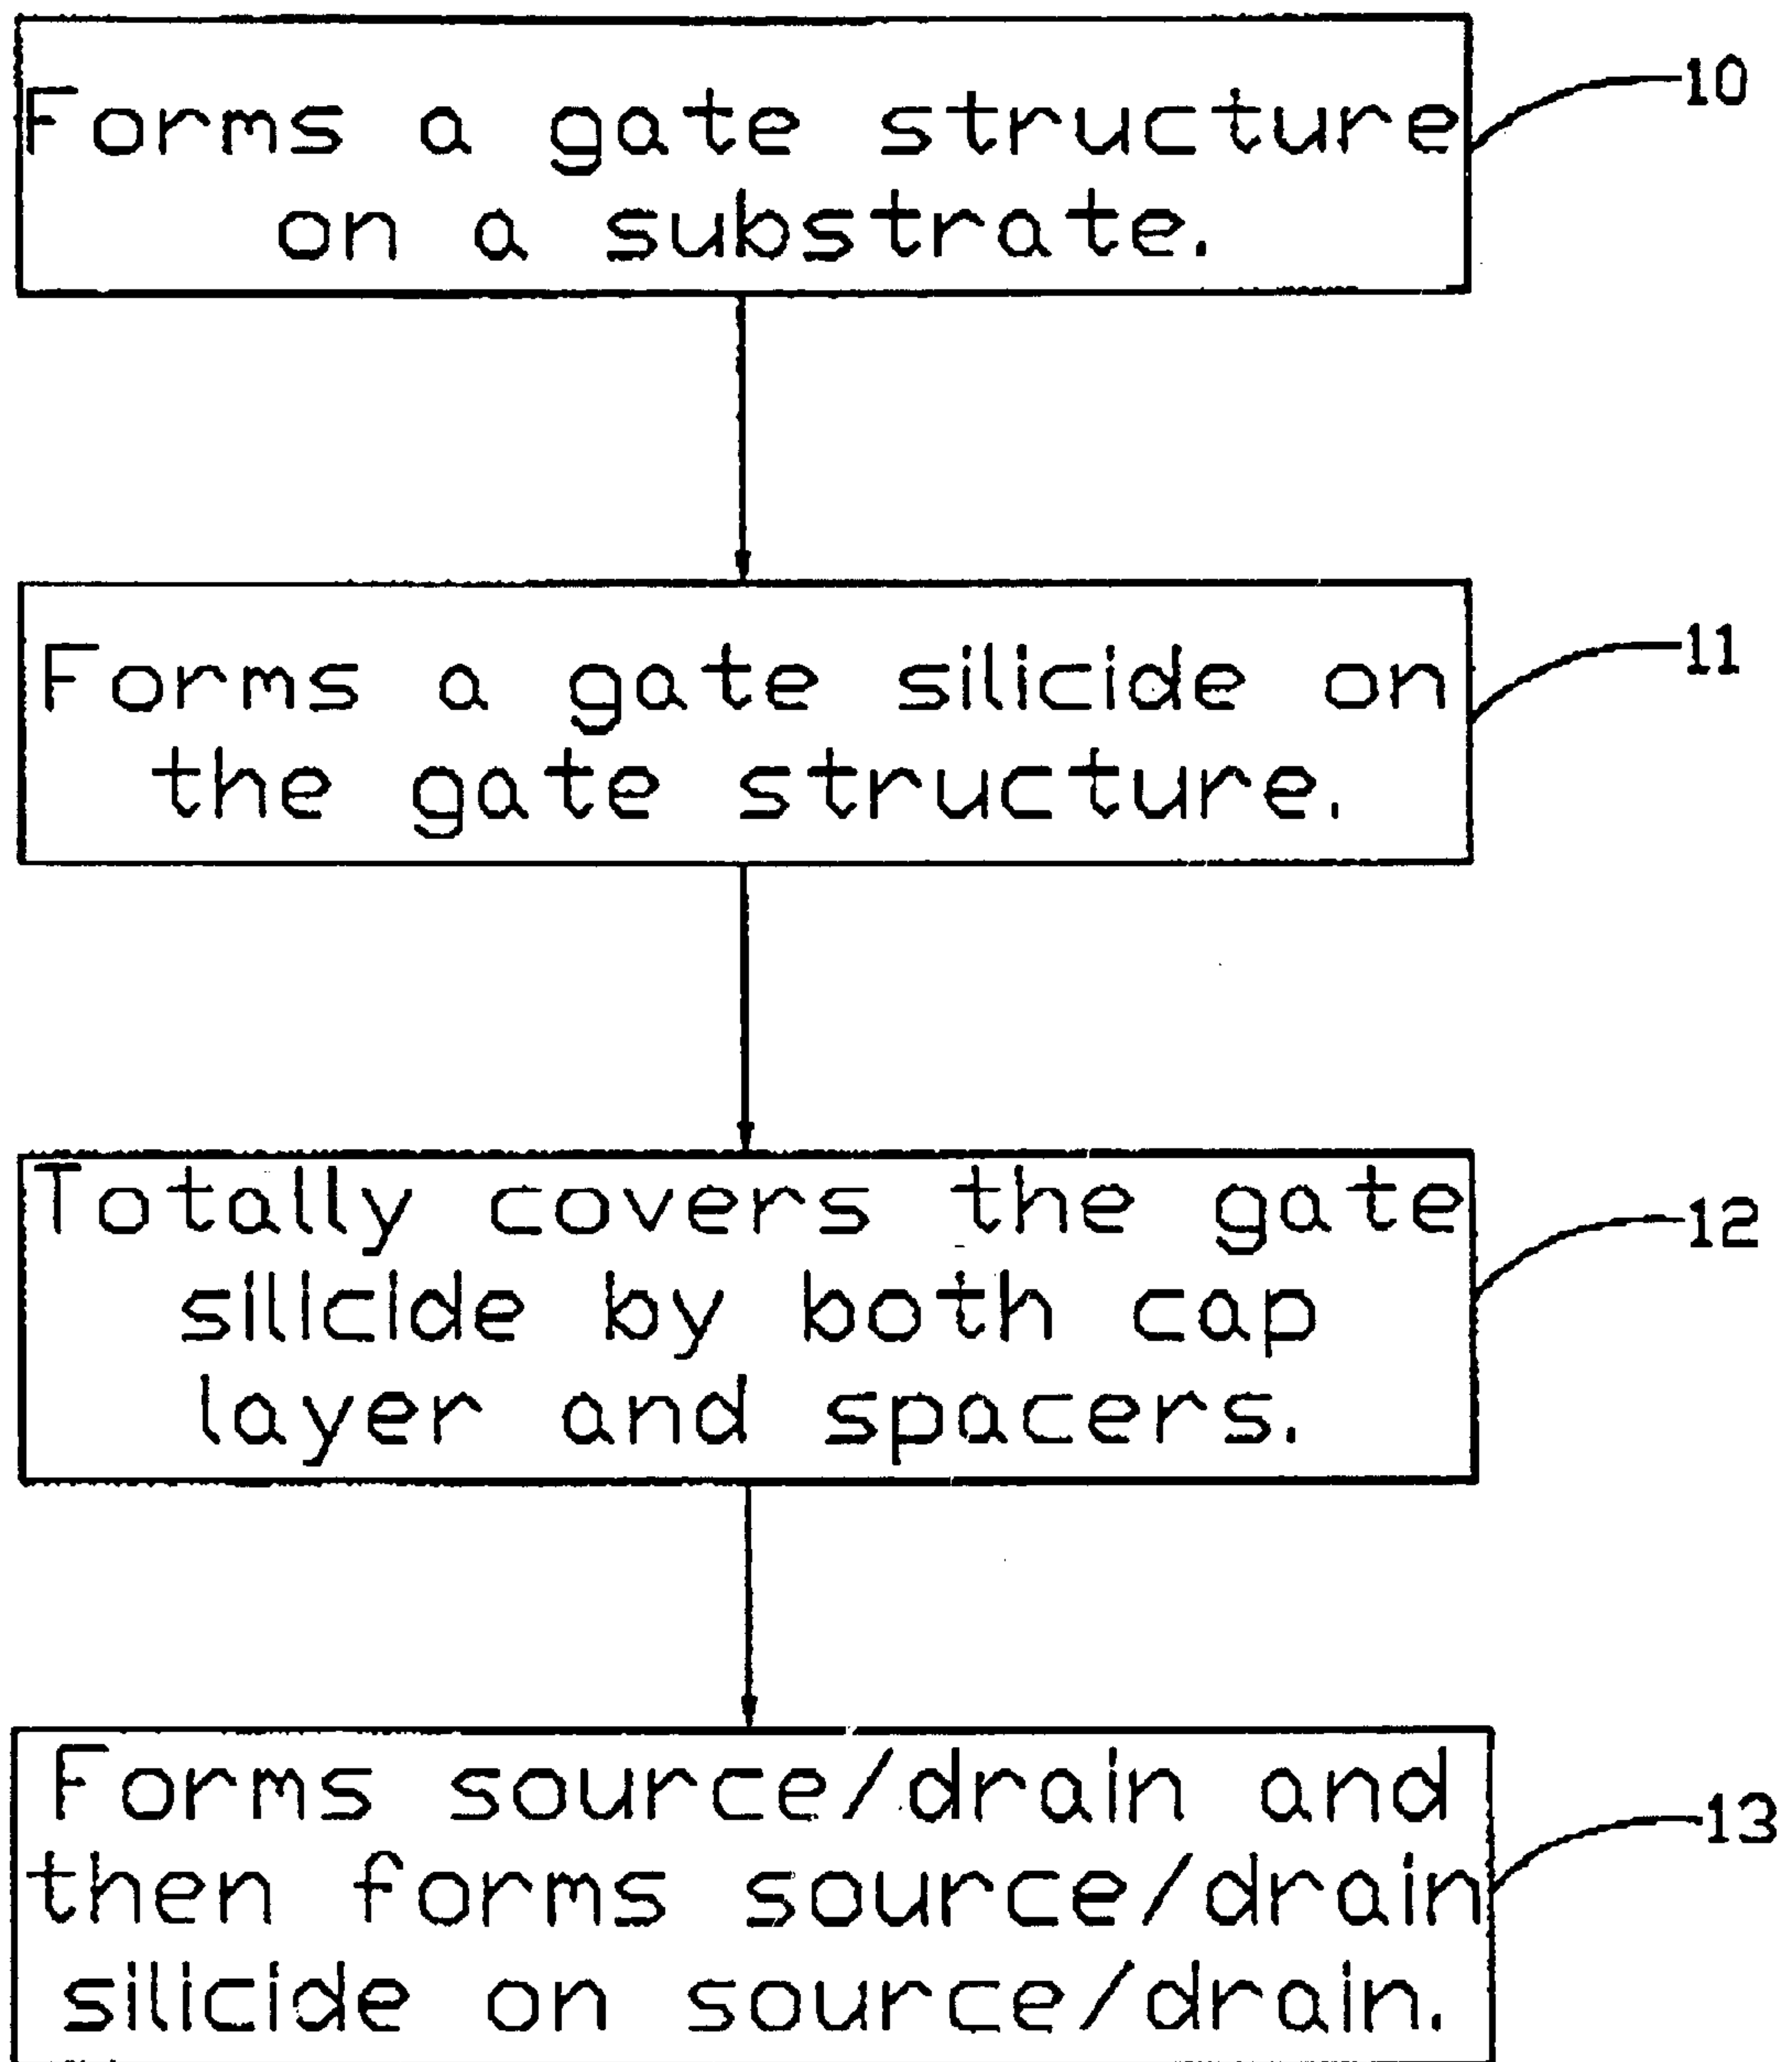 Forms a gate structure
on a substrate.
10
Forms a gate silicide on
the gate structure.
11
Totally covers the gate
silicide by both cap
layer and spacers.
12
Forms source/drain and
then forms source/drain
silicide on source/drain.
13